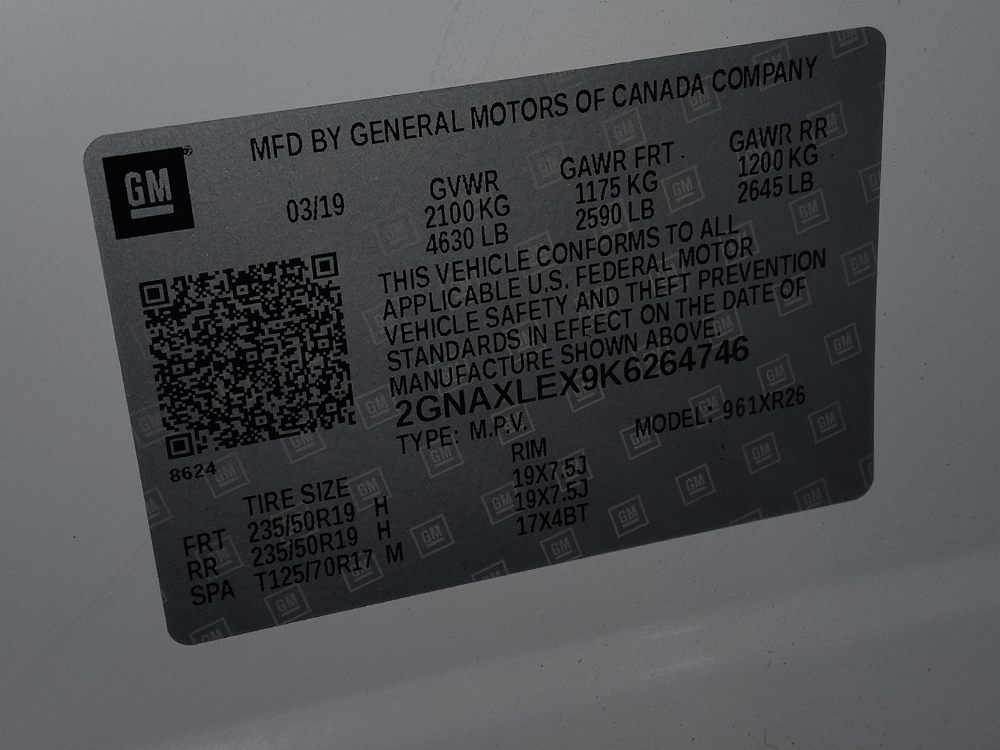 MFD BY GENERAL MOTORS OF CANADA COMPANY
GM
03/19
GVWR
2100 KG
4630 LB
GAWR FRT
1175 KG
2590 LB
GAWR RR
1200 KG
2645 LB
THIS VEHICLE CONFORMS TO ALL
APPLICABLE U.S. FEDERAL MOTOR
VEHICLE SAFETY AND THEFT PREVENTION
STANDARDS IN EFFECT ON THE DATE OF
MANUFACTURE SHOWN ABOVE.
2GNAXLEX9K6264746
TYPE: M.P.V. MODEL: 961XR26
8624
TIRE SIZE RIM
FRT 235/50R19 H 19X7.5J
RR 235/50R19 H 19X7.5J
SPA T125/70R17 M 17X4BT